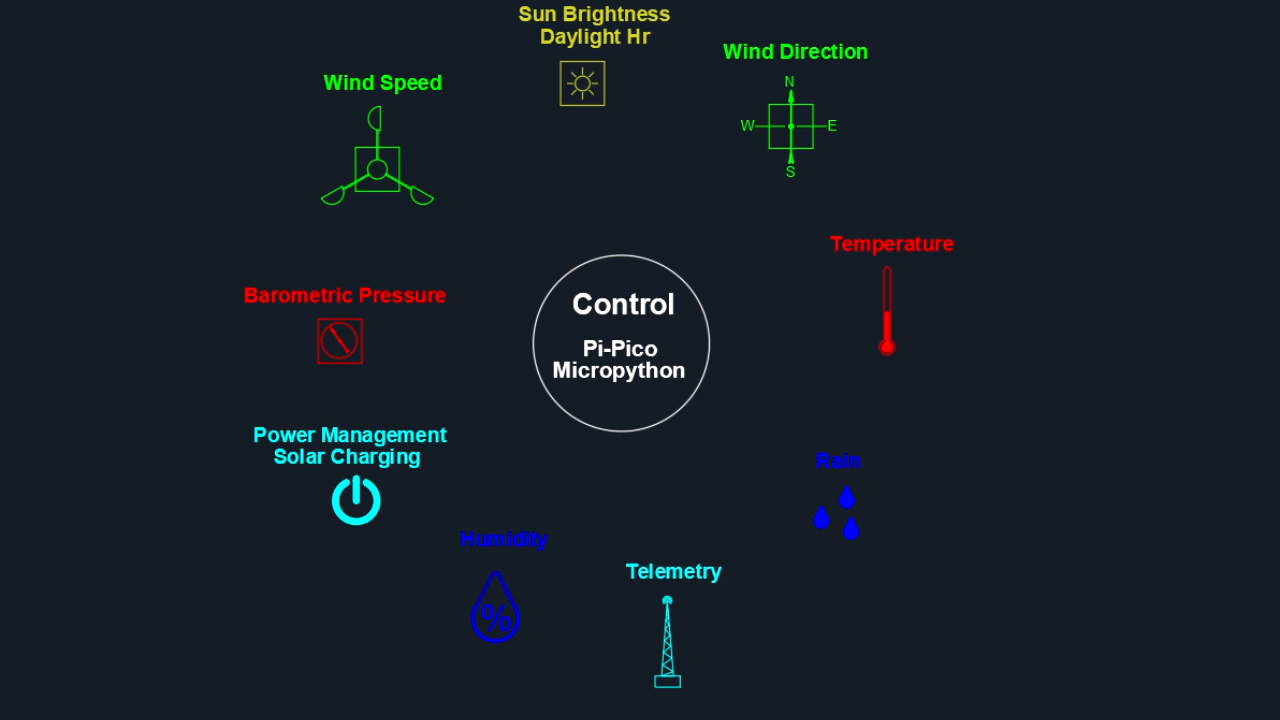 Sun Brightness
Daylight Hr
Wind Direction
Wind Speed
N
W
E
S
Temperature
Barometric Pressure
Control
Pi-Pico
Micropython
Power Management
Solar Charging
Rain
Humidity
%
Telemetry